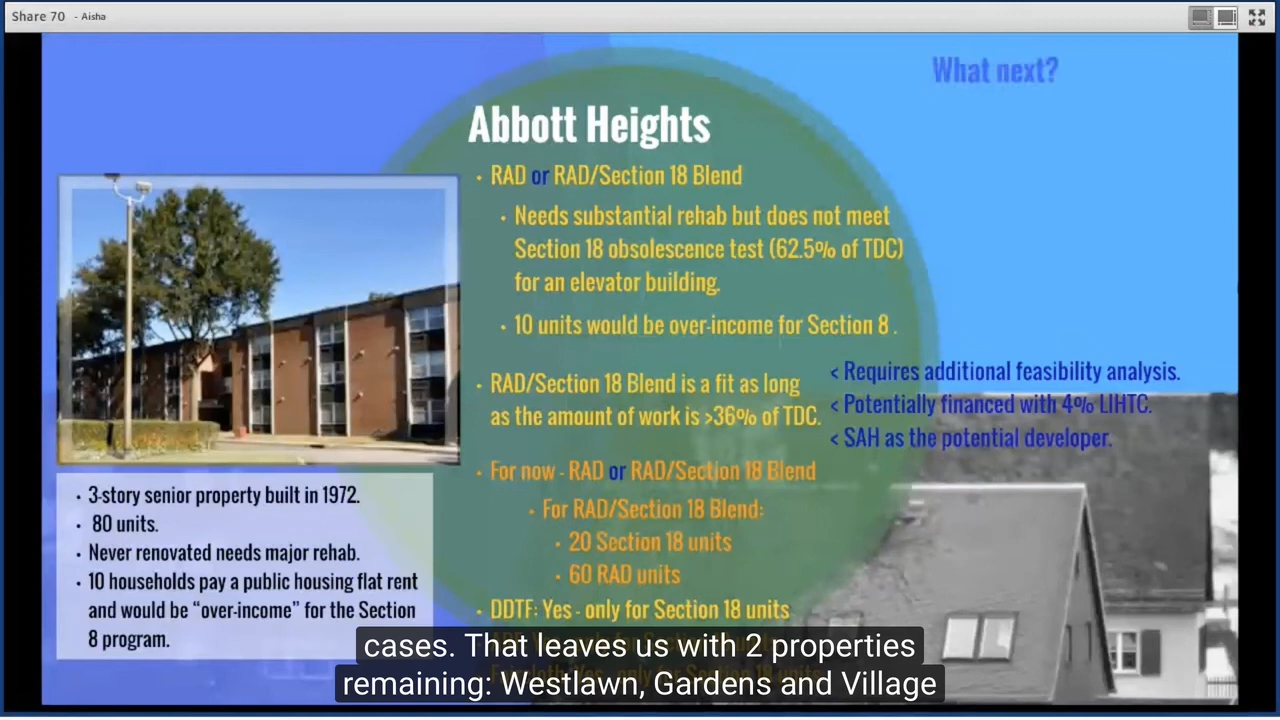 Share 70 - Aisha
What next?
Abbott Heights
• RAD or RAD/Section 18 Blend
• Needs substantial rehab but does not meet
Section 18 obsolescence test (62.5% of TDC)
for an elevator building.
• 10 units would be over-income for Section 8 .
• RAD/Section 18 Blend is a fit as long
as the amount of work is >36% of TDC.
< Requires additional feasibility analysis.
< Potentially financed with 4% LIHTC.
< SAH as the potential developer.
• For now - RAD or RAD/Section 18 Blend
• For RAD/Section 18 Blend:
• 20 Section 18 units
• 60 RAD units
• DDTF: Yes - only for Section 18 units
• 3-story senior property built in 1972.
• 80 units.
• Never renovated needs major rehab.
• 10 households pay a public housing flat rent
and would be “over-income” for the Section
8 program.
cases. That leaves us with 2 properties
remaining: Westlawn, Gardens and Village